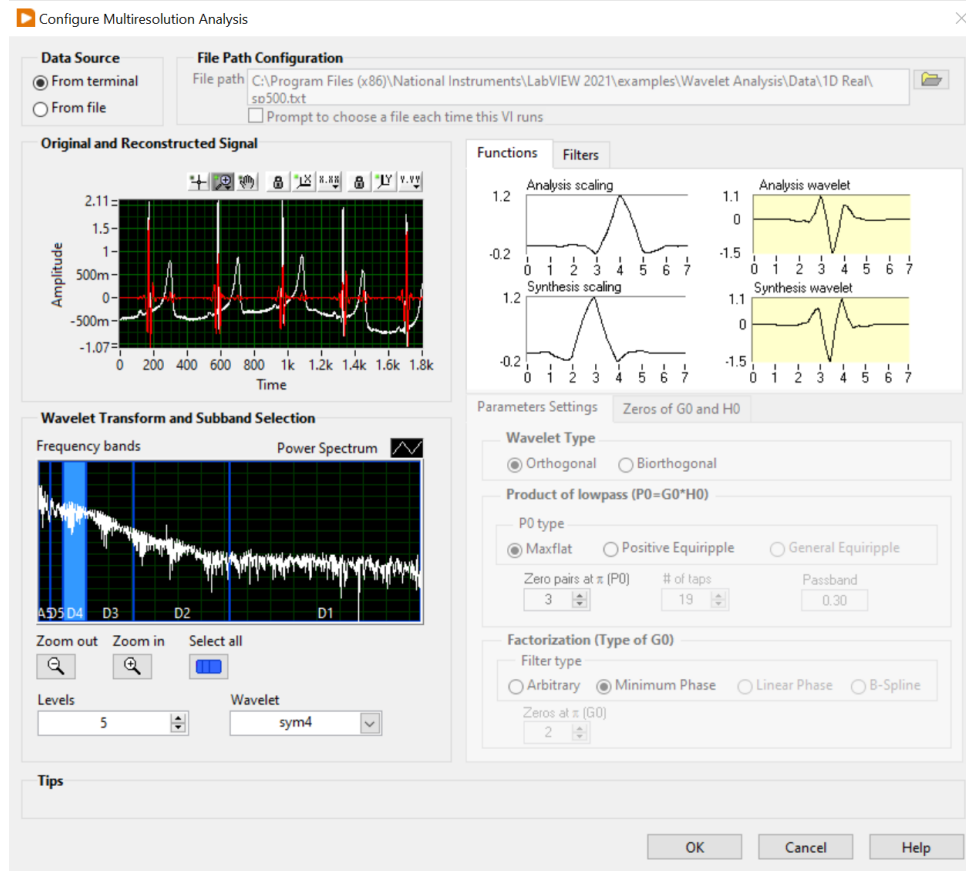 Configure Multiresolution Analysis
Data Source
From terminal
From file
File Path Configuration
File path
C:\Program Files (x86)\National Instruments\LabVIEW 2021\examples\Wavelet Analysis\Data\1D Real\
sp500.txt
Prompt to choose a file each time this VI runs
Original and Reconstructed Signal
X.XX
Y.YY
Amplitude
2.11
1.5
1
500m
0
-500m
-1.07
0 200 400 600 800 1k 1.2k 1.4k 1.6k 1.8k
Time
Functions
Filters
Analysis scaling
1.2
-0.2
0 1 2 3 4 5 6 7
Analysis wavelet
1.1
0
-1.5
0 1 2 3 4 5 6 7
Synthesis scaling
1.2
-0.2
0 1 2 3 4 5 6 7
Synthesis wavelet
1.1
0
-1.5
0 1 2 3 4 5 6 7
Wavelet Transform and Subband Selection
Frequency bands
Power Spectrum
A5 D5 D4 D3 D2 D1
Zoom out
Zoom in
Select all
Levels
5
Wavelet
sym4
Parameters Settings
Zeros of G0 and H0
Wavelet Type
Orthogonal
Biorthogonal
Product of lowpass (P0=G0*H0)
P0 type
Maxflat
Positive Equiripple
General Equiripple
Zero pairs at π (P0)
3
# of taps
19
Passband
0.30
Factorization (Type of G0)
Filter type
Arbitrary
Minimum Phase
Linear Phase
B-Spline
Zeros at π (G0)
2
Tips
OK
Cancel
Help